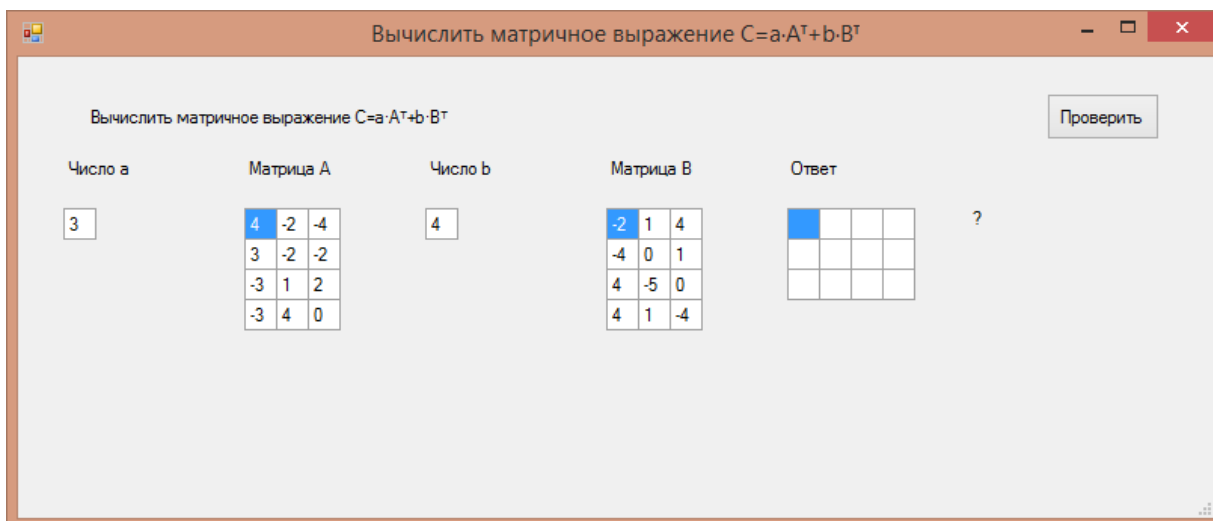 Вычислить матричное выражение C=a·Aᵀ+b·Bᵀ
Вычислить матричное выражение C=a·Aᵀ+b·Bᵀ
Проверить
Число a Матрица A Число b Матрица B Ответ
3 4 -2 -4 4 -2 1 4 ?
3 -2 -2 -4 0 1
-3 1 2 4 -5 0
-3 4 0 4 1 -4